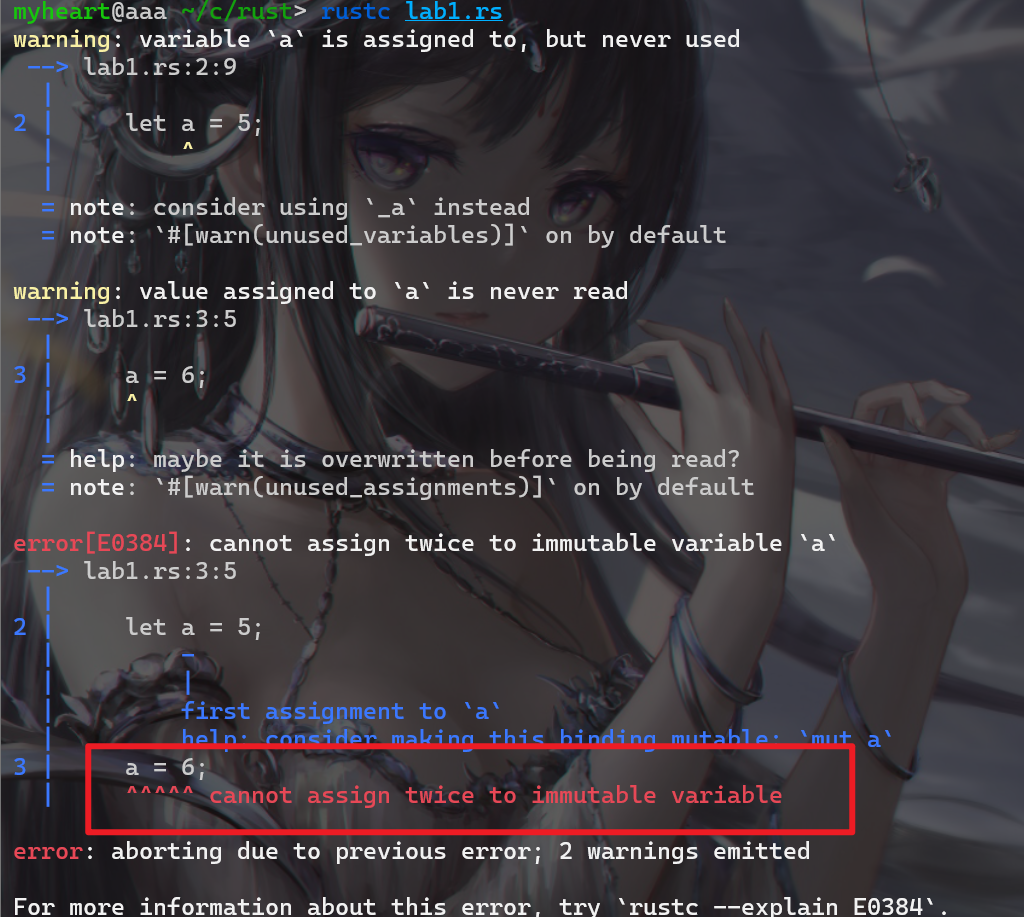 myheart@aaa ~/c/rust> rustc lab1.rs
warning: variable `a` is assigned to, but never used
 --> lab1.rs:2:9
  |
2 |     let a = 5;
  |         ^
  |
  = note: consider using `_a` instead
  = note: `#[warn(unused_variables)]` on by default
warning: value assigned to `a` is never read
 --> lab1.rs:3:5
  |
3 |     a = 6;
  |     ^
  |
  = help: maybe it is overwritten before being read?
  = note: `#[warn(unused_assignments)]` on by default
error[E0384]: cannot assign twice to immutable variable `a`
 --> lab1.rs:3:5
  |
2 |     let a = 5;
  |         -
  |         |
  |         first assignment to `a`
  |         help: consider making this binding mutable: `mut a`
3 |     a = 6;
  |     ^^^^^ cannot assign twice to immutable variable
error: aborting due to previous error; 2 warnings emitted
For more information about this error, try `rustc --explain E0384`.